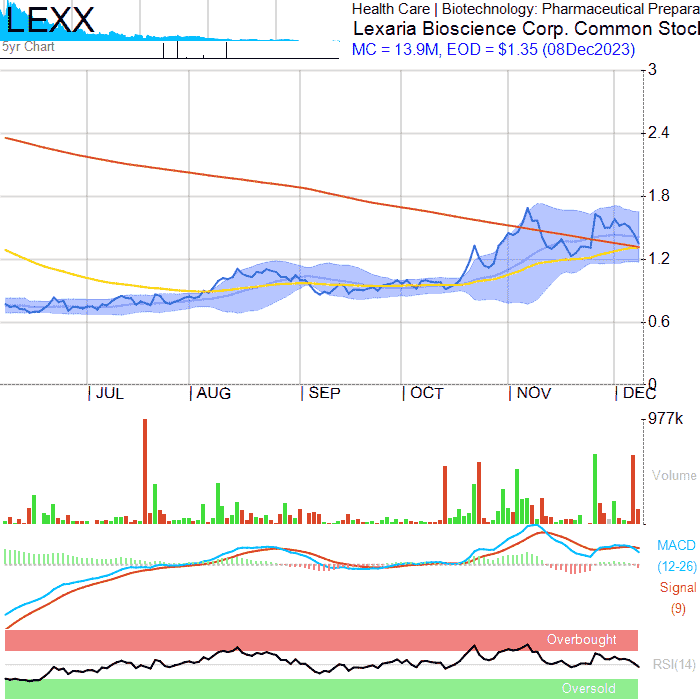 LEXX
5yr Chart
Health Care | Biotechnology: Pharmaceutical Prepara
Lexaria Bioscience Corp. Common Stoc
MC = 13.9M, EOD = $1.35 (08Dec2023)
3
2.4
1.8
1.2
0.6
0
JUL
AUG
SEP
OCT
NOV
DEC
977k
Volume
MACD
(12-26)
Signal
(9)
Overbought
RSI(14)
Oversold